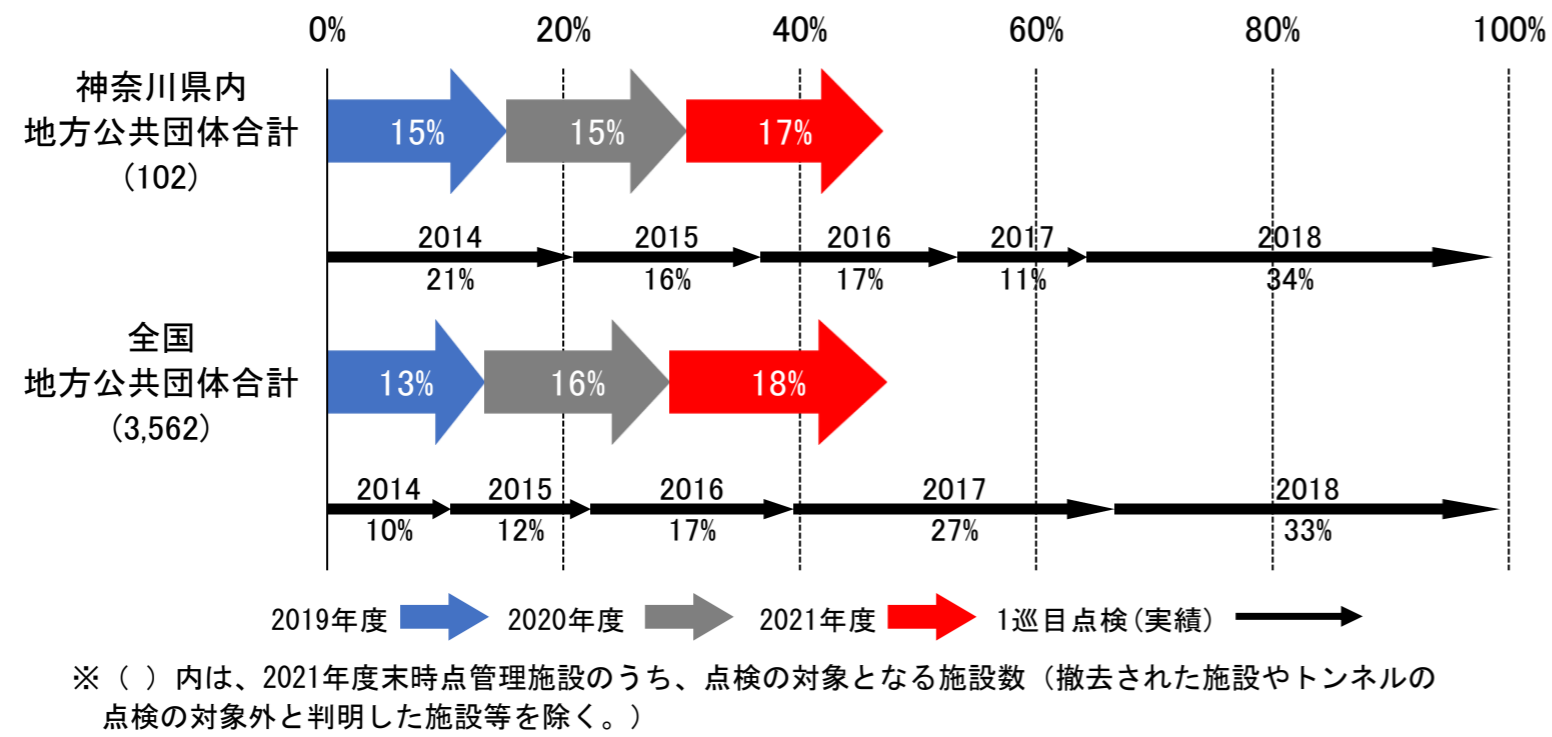 0% 20% 40% 60% 80% 100%
神奈川県内
地方公共団体合計
(102)
15% 15% 17%
2014 2015 2016 2017 2018
21% 16% 17% 11% 34%
全国
地方公共団体合計
(3,562)
13% 16% 18%
2014 2015 2016 2017 2018
10% 12% 17% 27% 33%
2019年度 2020年度 2021年度 1巡目点検(実績)
※（ ）内は、2021年度末時点管理施設のうち、点検の対象となる施設数（撤去された施設やトンネルの
点検の対象外と判明した施設等を除く。）